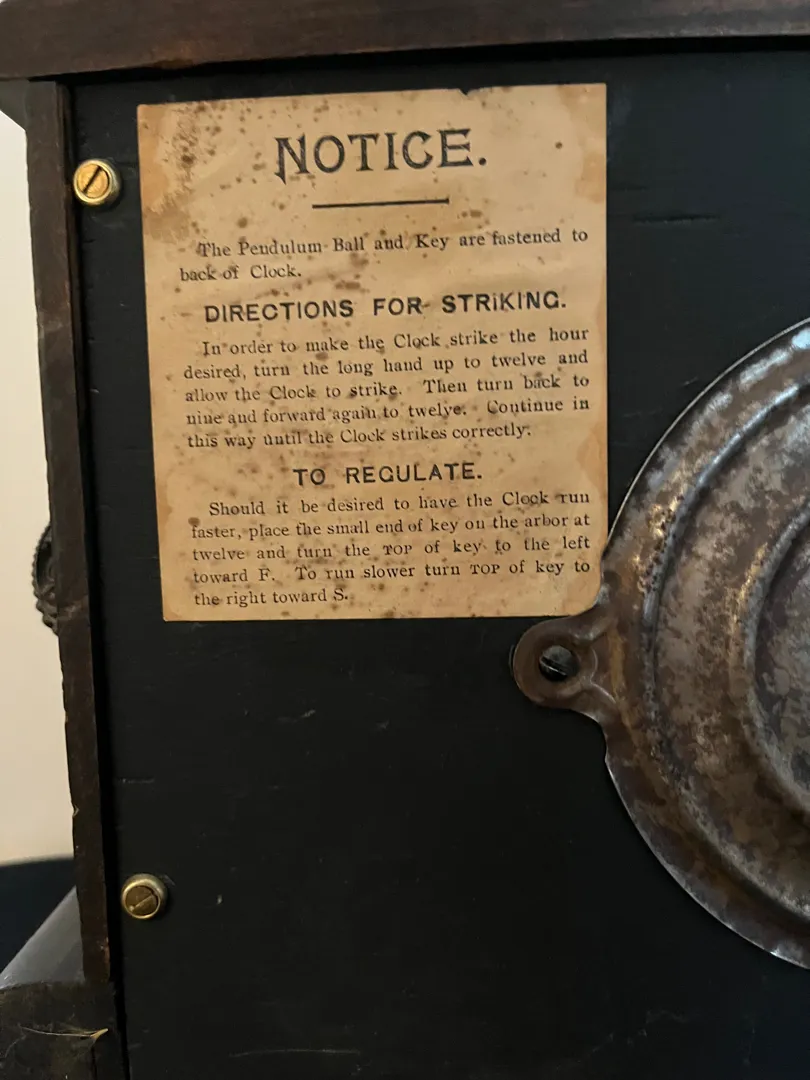 NOTICE.
The Pendulum Ball and Key are fastened to
back of Clock.
DIRECTIONS FOR STRIKING.
In order to make the Clock strike the hour
desired, turn the long hand up to twelve and
allow the Clock to strike. Then turn back to
nine and forward again to twelve. Continue in
this way until the Clock strikes correctly.
TO REGULATE.
Should it be desired to have the Clock run
faster, place the small end of key on the arbor at
twelve and turn the TOP of key to the left
toward F. To run slower turn TOP of key to
the right toward S.